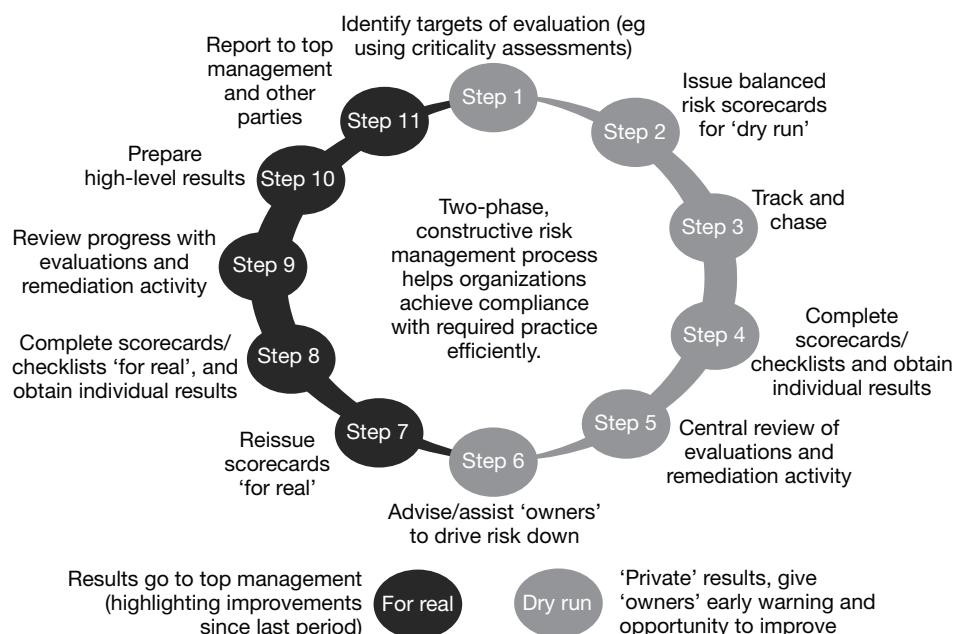 Identify targets of evaluation (eg
using criticality assessments)
Step 1
Issue balanced
risk scorecards
for ‘dry run’
Step 2
Track and
chase
Step 3
Complete
scorecards/
checklists and obtain
individual results
Step 4
Central review of
evaluations and
remediation activity
Step 5
Advise/assist ‘owners’
to drive risk down
Step 6
Reissue
scorecards
‘for real’
Step 7
Complete scorecards/
checklists ‘for real’, and
obtain individual results
Step 8
Review progress with
evaluations and
remediation activity
Step 9
Prepare
high-level results
Step 10
Report to top
management
and other
parties
Step 11
Two-phase,
constructive risk
management process
helps organizations
achieve compliance
with required practice
efficiently.
Results go to top management
(highlighting improvements
since last period)
For real
Dry run
‘Private’ results, give
‘owners’ early warning and
opportunity to improve